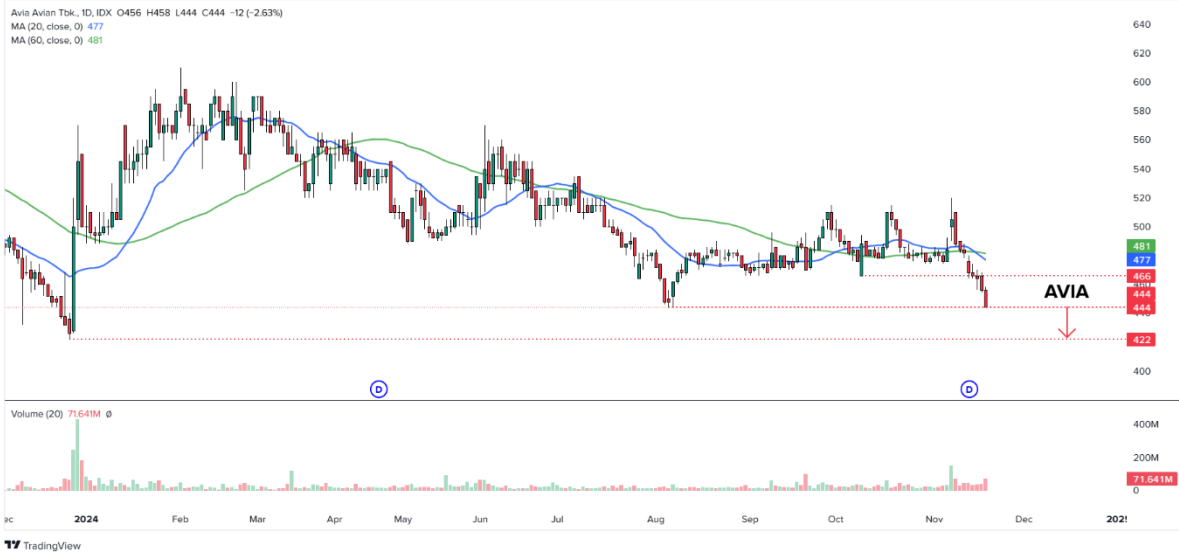 Avia Avian Tbk., 1D, IDX O456 H458 L444 C444 −12 (−2.63%)
MA (20, close, 0) 477
MA (60, close, 0) 481
640
620
600
580
560
540
520
500
481
477
466
444
444
422
400
AVIA
D
D
Volume (20) 71.641M Ø
400M
200M
71.641M
0
2024
Feb
Mar
Apr
May
Jun
Jul
Aug
Sep
Oct
Nov
Dec
TradingView